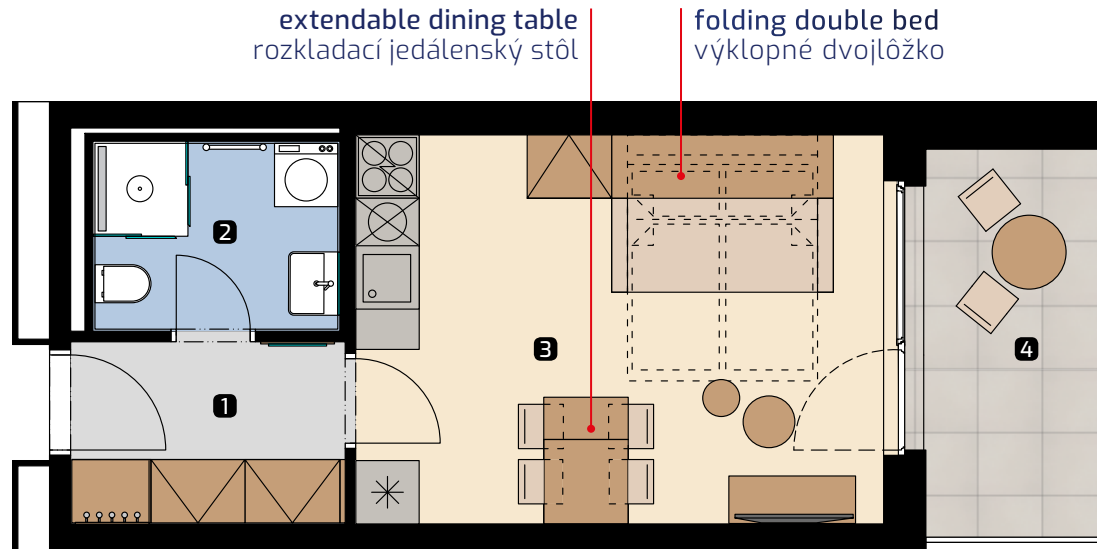 extendable dining table
rozkladací jedálenský stôl
folding double bed
výklopné dvojlôžko
2
3
4
1